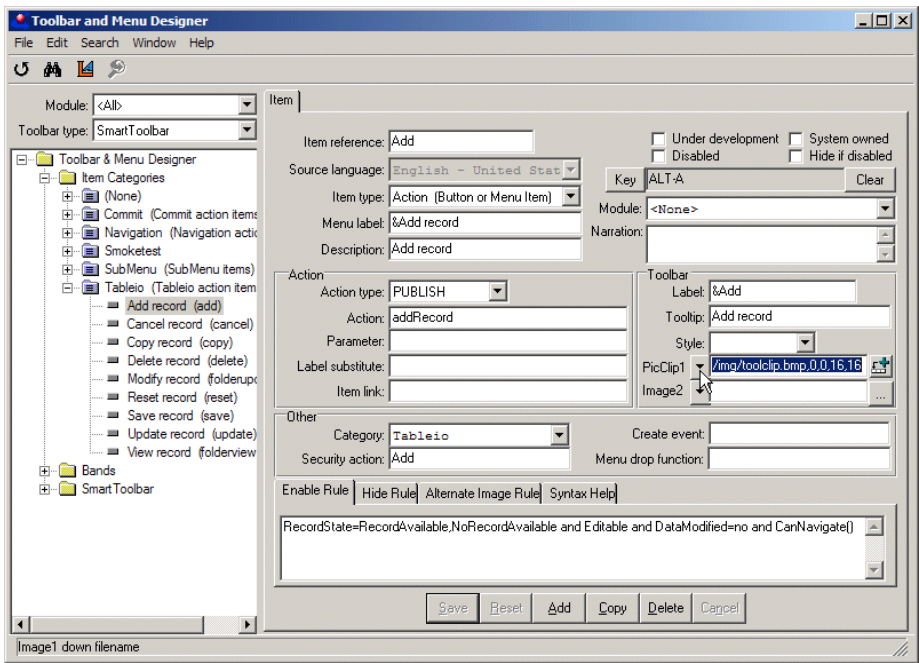 Toolbar and Menu Designer
File Edit Search Window Help
Module: <All>
Toolbar type: SmartToolbar
Toolbar & Menu Designer
Item Categories
(None)
Commit (Commit action items
Navigation (Navigation actio
Smoketest
SubMenu (SubMenu items)
Tableio (Tableio action item
Add record (add)
Cancel record (cancel)
Copy record (copy)
Delete record (delete)
Modify record (folderupd
Reset record (reset)
Save record (save)
Update record (update)
View record (folderview
Bands
SmartToolbar
Item
Item reference: Add
Source language: English - United Stat
Item type: Action (Button or Menu Item)
Menu label: &Add record
Description: Add record
Under development
System owned
Disabled
Hide if disabled
Key ALT-A Clear
Module: <None>
Narration:
Action
Action type: PUBLISH
Action: addRecord
Parameter:
Label substitute:
Item link:
Toolbar
Label: &Add
Tooltip: Add record
Style:
PicClip1 /img/toolclip.bmp,0,0,16,16
Image2 ...
Other
Category: Tableio
Security action: Add
Create event:
Menu drop function:
Enable Rule Hide Rule Alternate Image Rule Syntax Help
RecordState=RecordAvailable,NoRecordAvailable and Editable and DataModified=no and CanNavigate()
Save Reset Add Copy Delete Cancel
Image1 down filename